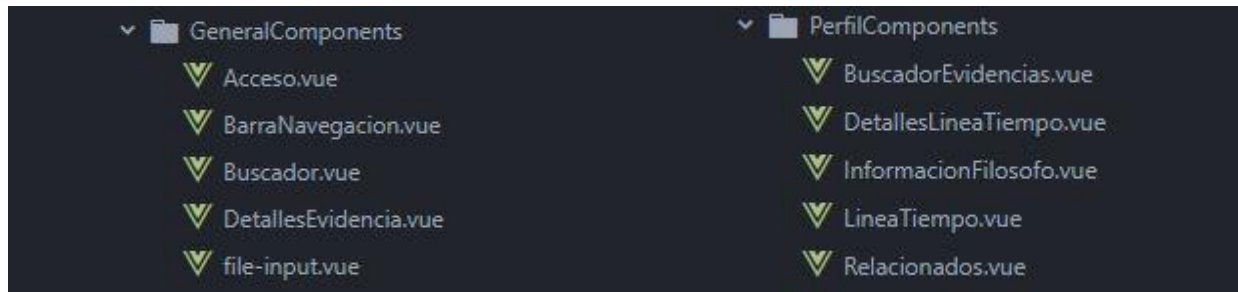 GeneralComponents
Acceso.vue
BarraNavegacion.vue
Buscador.vue
DetallesEvidencia.vue
file-input.vue
PerfilComponents
BuscadorEvidencias.vue
DetallesLineaTiempo.vue
InformacionFilosofo.vue
LineaTiempo.vue
Relacionados.vue